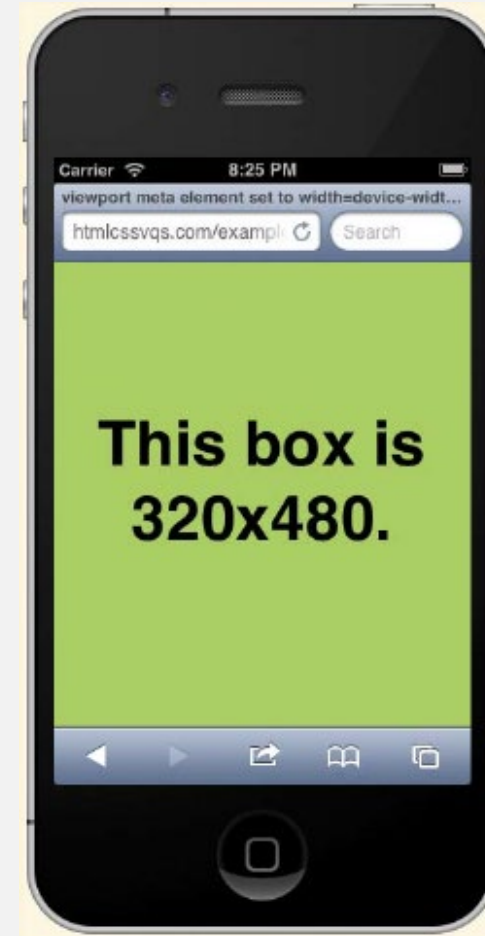 Carrier 8:25 PM
viewport meta element set to width=device-widt...
htmlcssvqs.com/exampl Search
This box is
320x480.